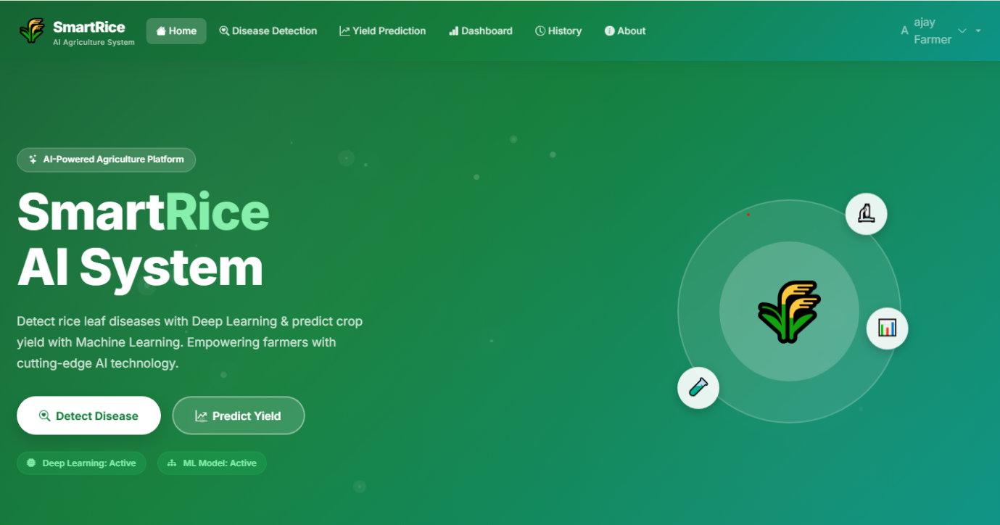 SmartRice
AI Agriculture System
Home
Disease Detection
Yield Prediction
Dashboard
History
About
A
ajay
Farmer
AI-Powered Agriculture Platform
SmartRice
AI System
Detect rice leaf diseases with Deep Learning & predict crop
yield with Machine Learning. Empowering farmers with
cutting-edge AI technology.
Detect Disease
Predict Yield
Deep Learning: Active
ML Model: Active